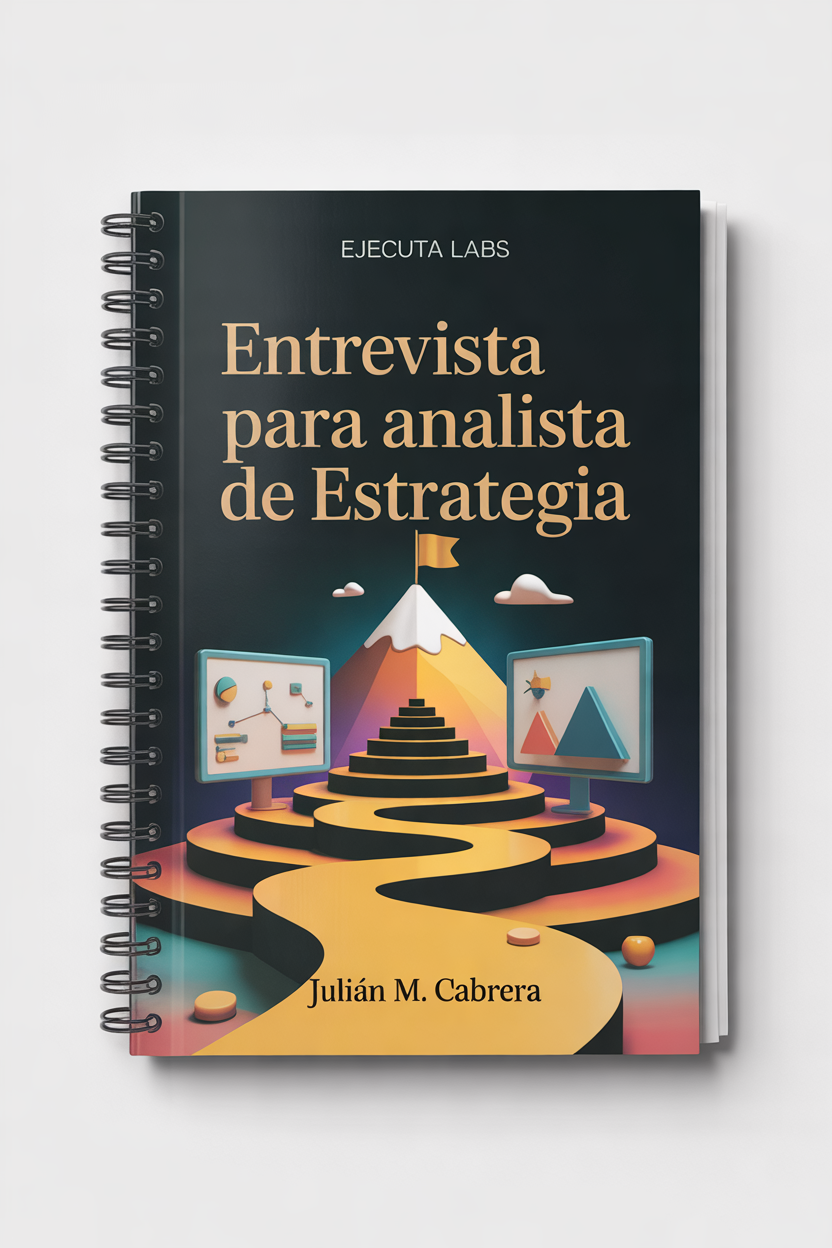 EJECUTA LABS
Entrevista
para analista
de Estrategia
Julián M. Cabrera